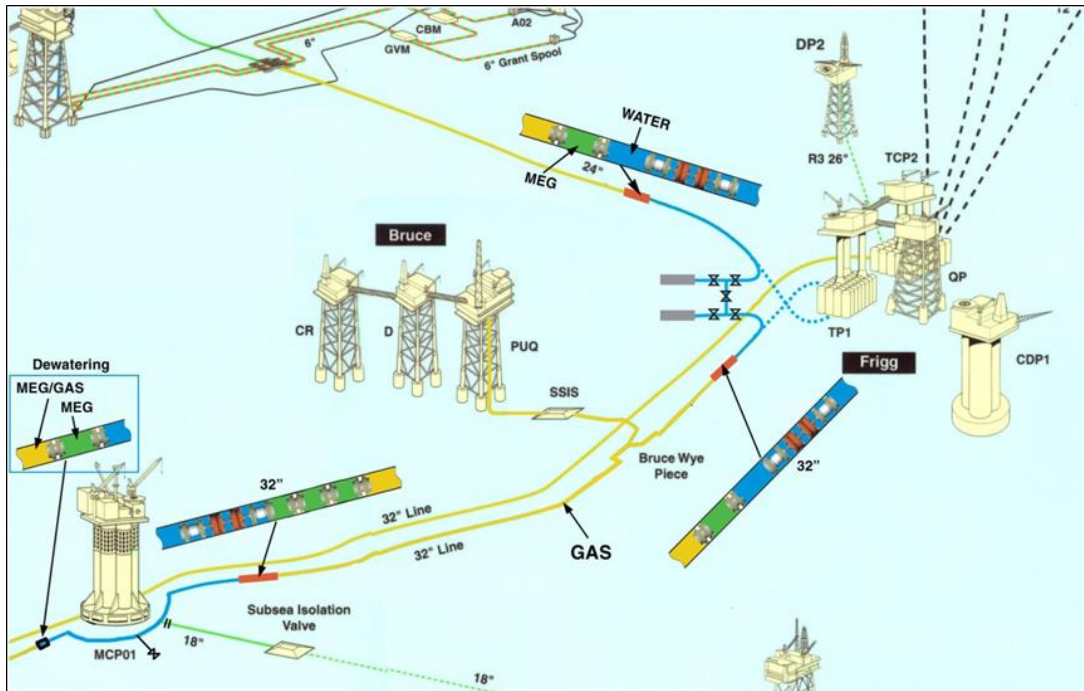 A02
CBM
6"
GVM
6" Grant Spool
12
DP2
WATER
24"
MEG
R3 26"
TCP2
Bruce
QP
CR
D
PUQ
TP1
CDP1
Dewatering
MEG/GAS
MEG
SSIS
Frigg
Bruce Wye
Piece
32"
32"
32" Line
32" Line
GAS
Subsea Isolation
Valve
18"
MCP01
18"